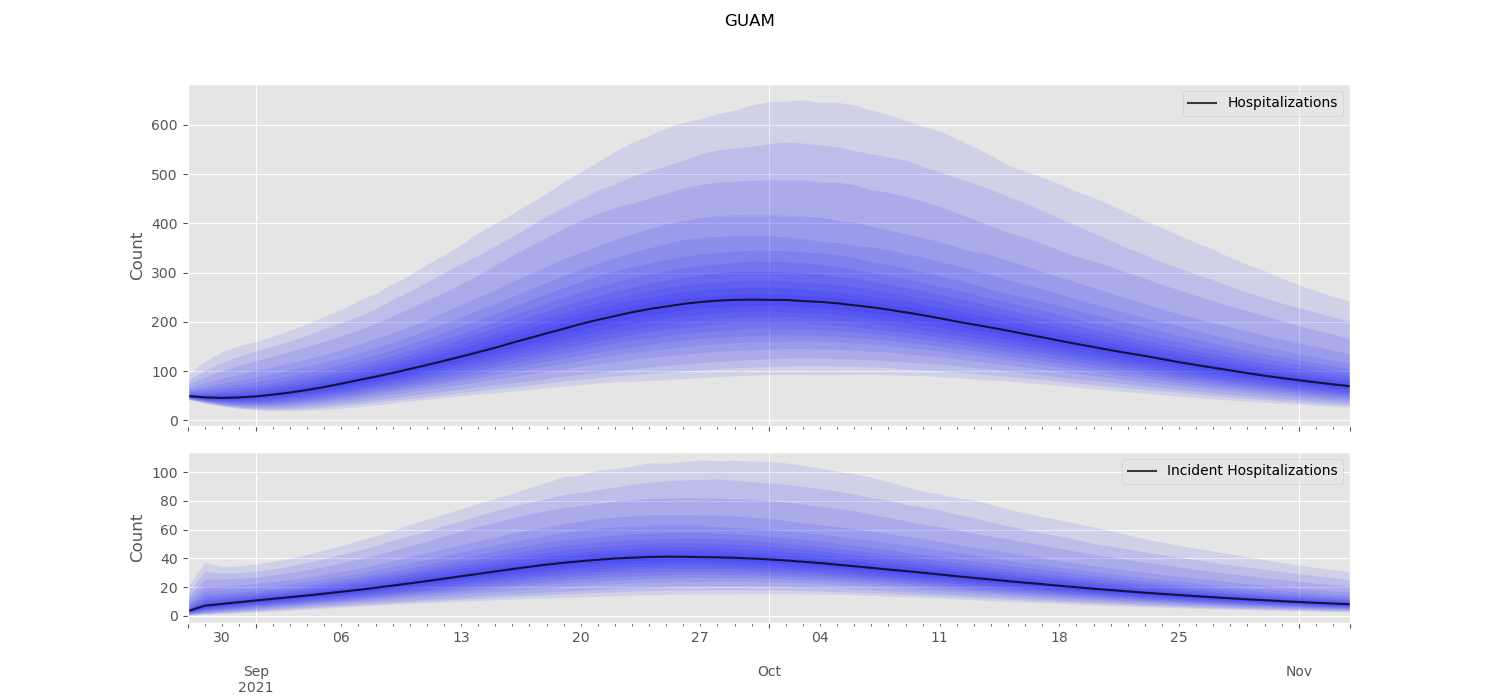 GUAM
Hospitalizations
Count
600
500
400
300
200
100
0
Incident Hospitalizations
Count
100
80
60
40
20
0
30 06 13 20 27 04 11 18 25
Sep Oct Nov
2021